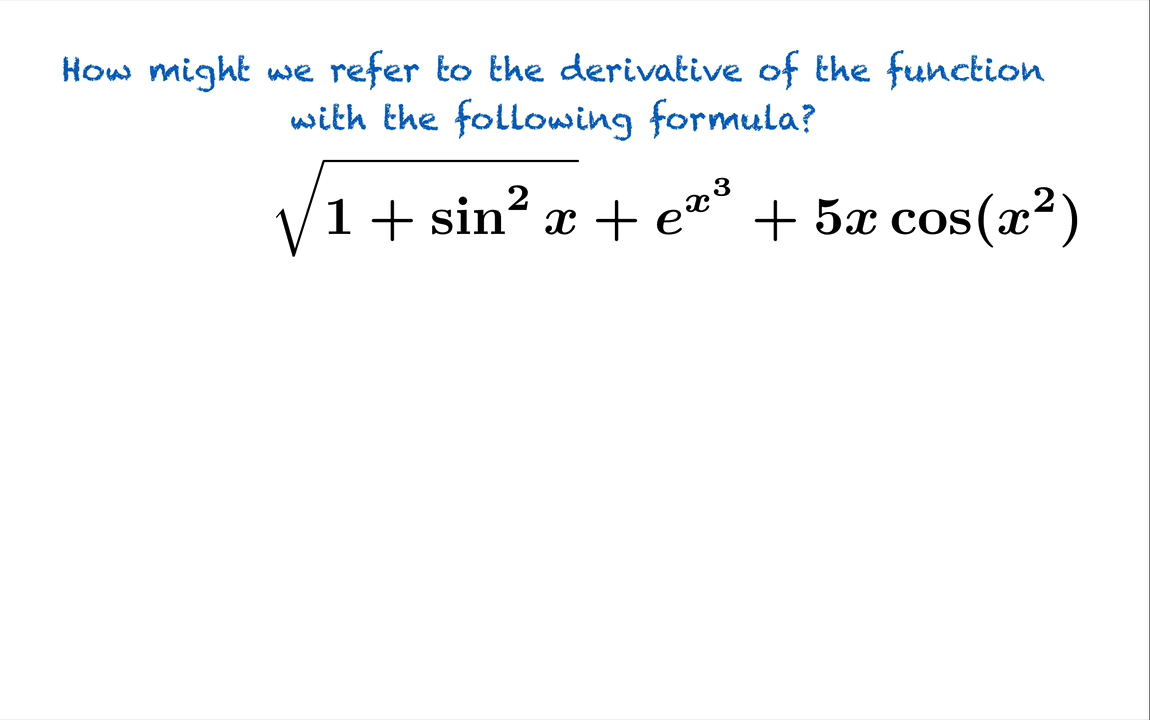 How might we refer to the derivative of the function
with the following formula?
√(1 + sin² x) + e^(x³) + 5x cos(x²)